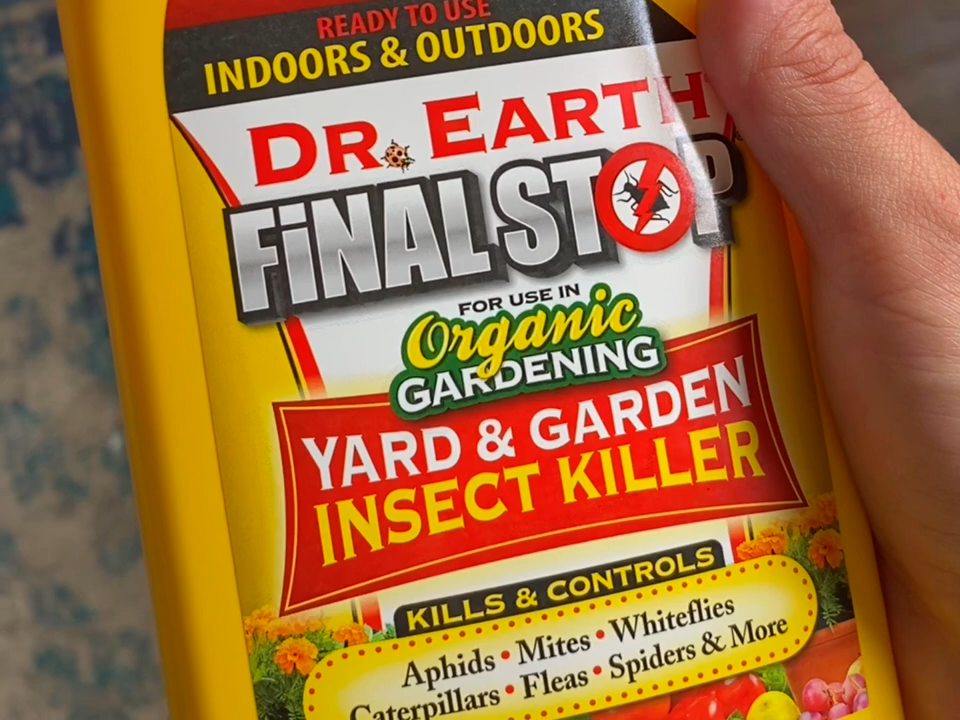 READY TO USE
INDOORS & OUTDOORS
DR. EARTH
FiNAL STOP
FOR USE IN
Organic
GARDENING
YARD & GARDEN
INSECT KILLER
KILLS & CONTROLS
Aphids • Mites • Whiteflies
Caterpillars • Fleas • Spiders & More